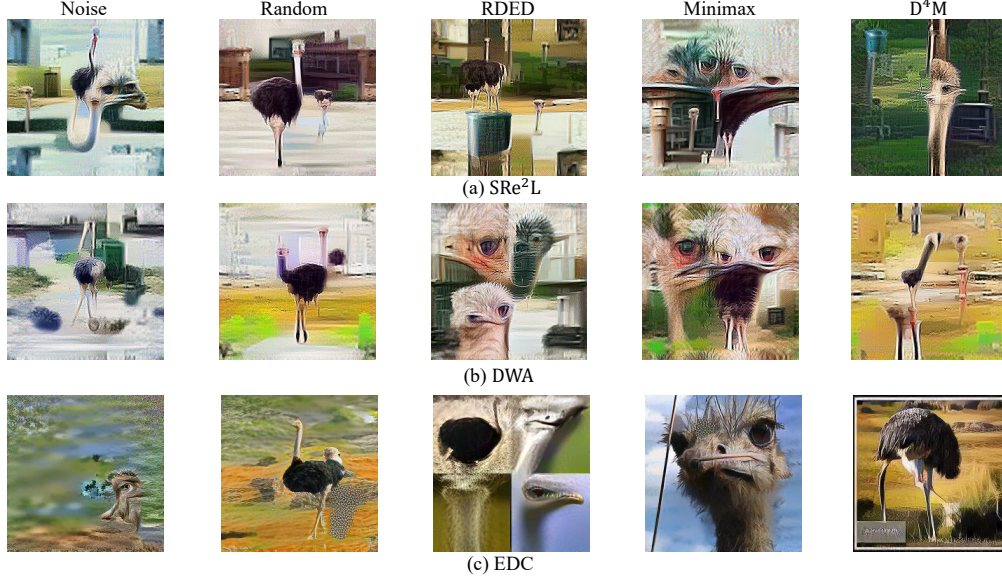 Noise Random RDED Minimax D⁴M
(a) SRe²L
(b) DWA
(c) EDC